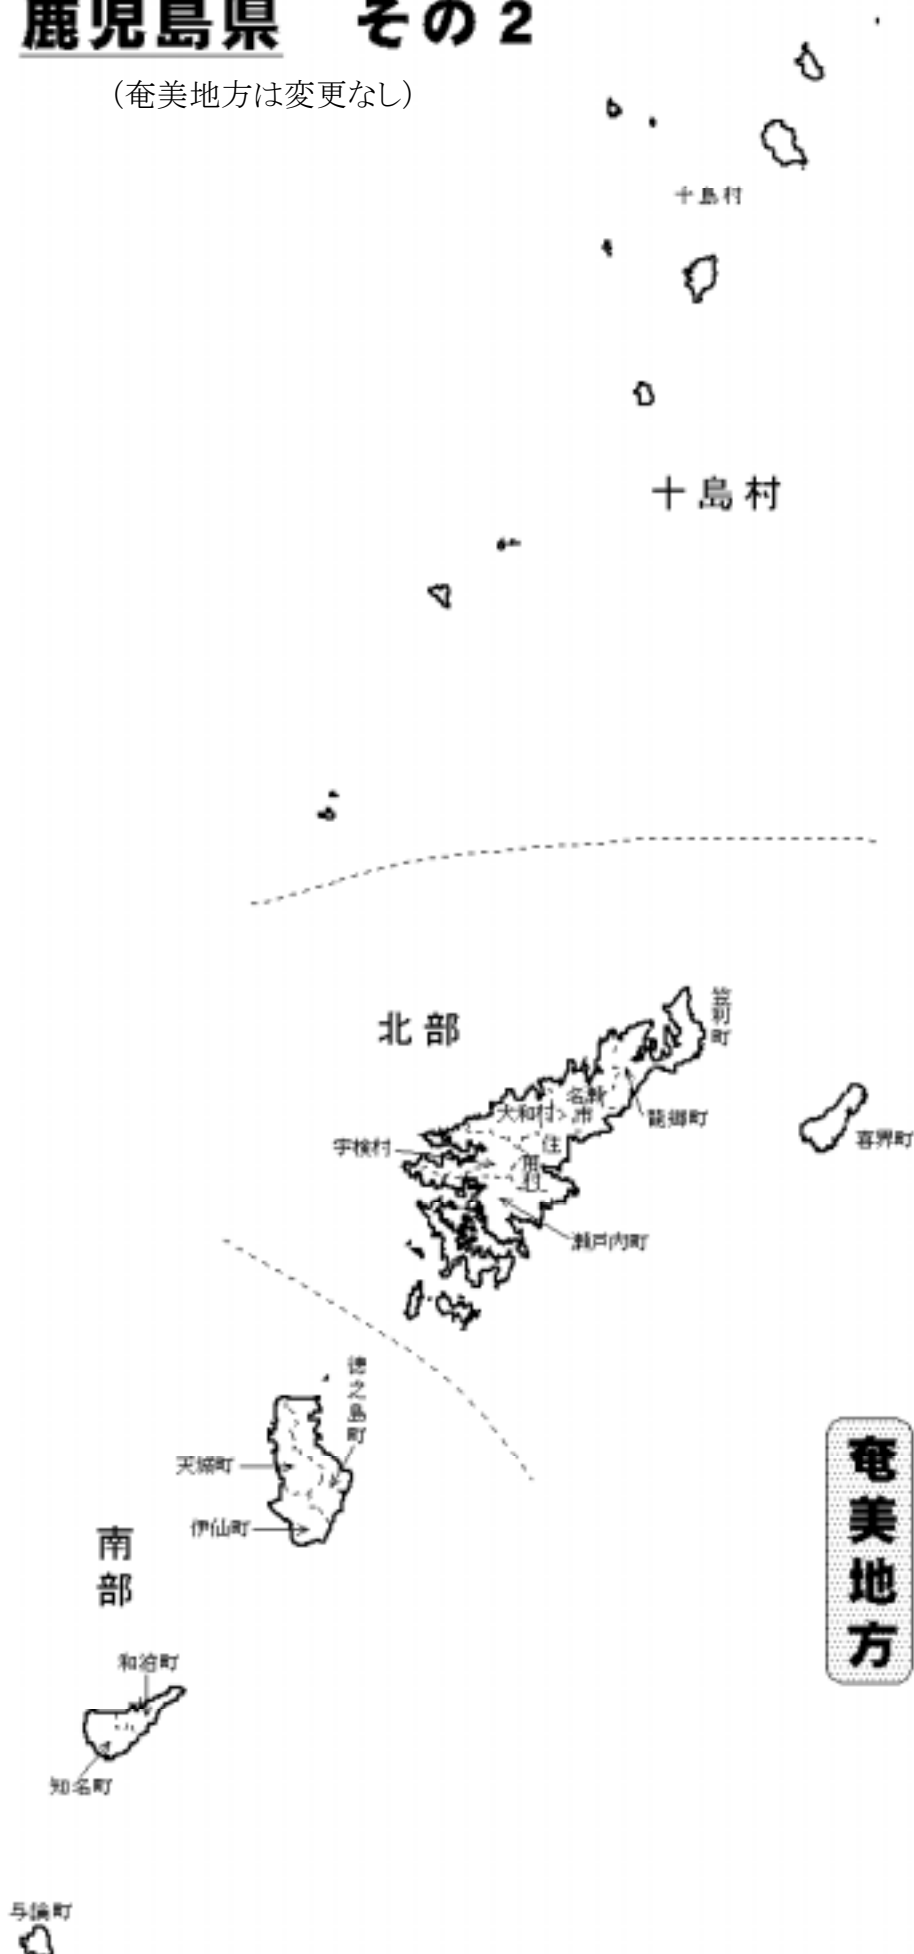 鹿児島県　その2
（奄美地方は変更なし）
十島村
十島村
北部
笠利町
名瀬市
大和村
龍郷町
住用村
喜界町
宇検村
瀬戸内町
徳之島町
天城町
伊仙町
奄美地方
南部
和泊町
知名町
与論町